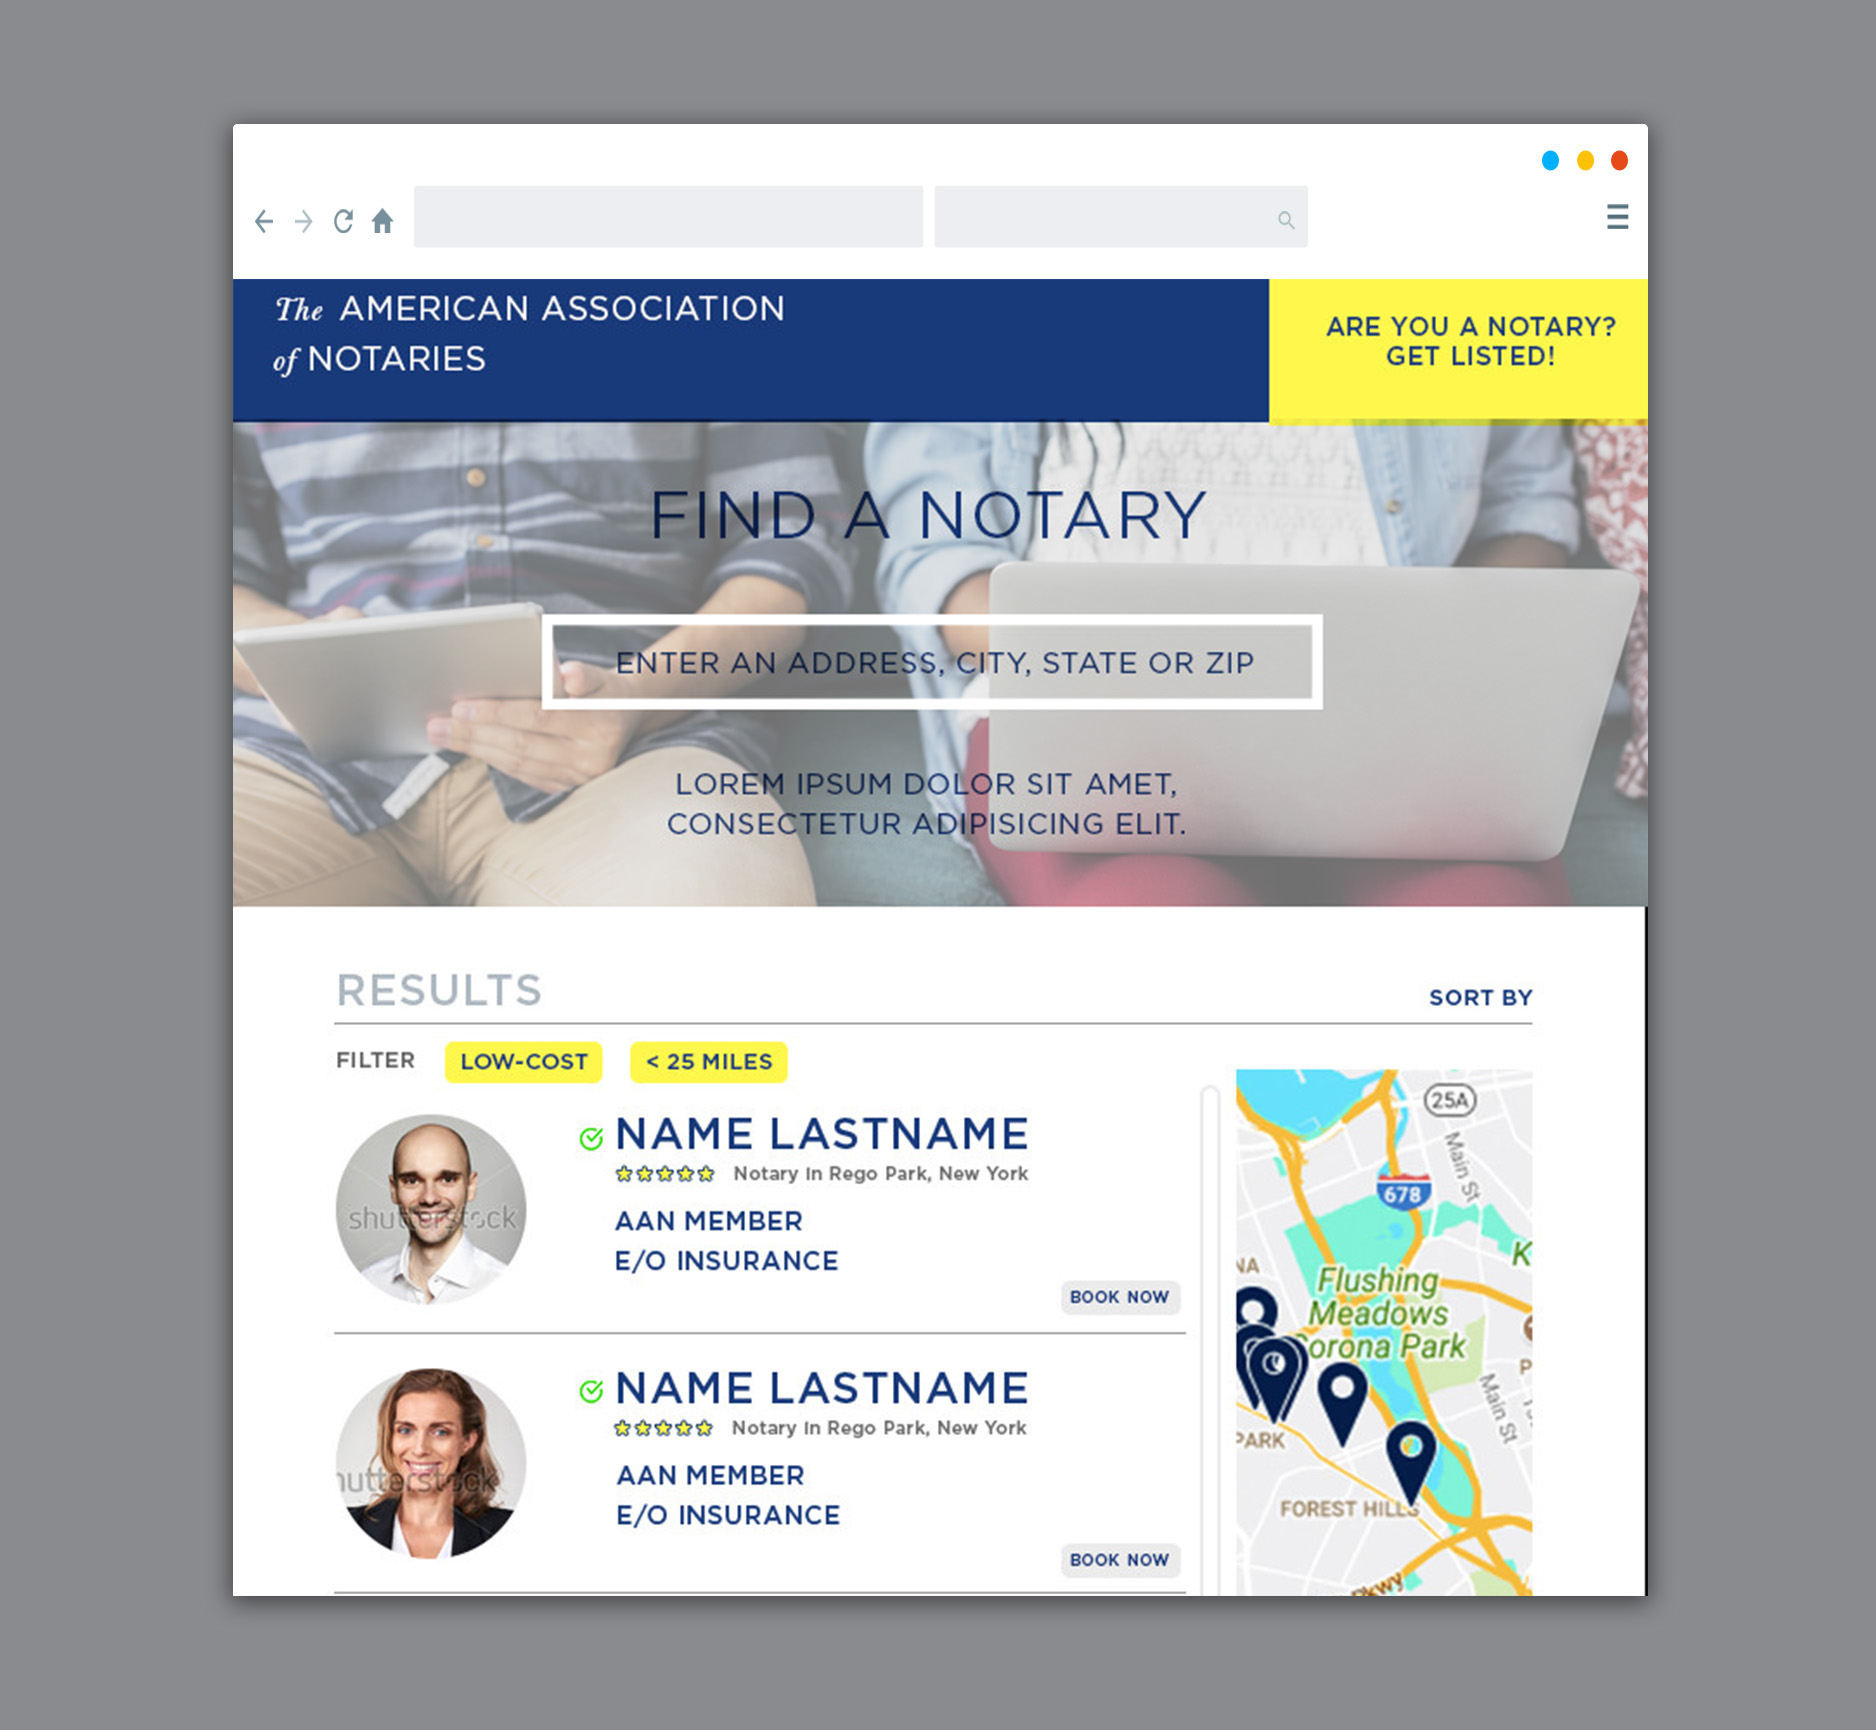 The AMERICAN ASSOCIATION
of NOTARIES
ARE YOU A NOTARY?
GET LISTED!
FIND A NOTARY
ENTER AN ADDRESS, CITY, STATE OR ZIP
LOREM IPSUM DOLOR SIT AMET,
CONSECTETUR ADIPISICING ELIT.
RESULTS
SORT BY
FILTER
LOW-COST
< 25 MILES
NAME LASTNAME
Notary in Rego Park, New York
AAN MEMBER
E/O INSURANCE
BOOK NOW
shutterstock
NAME LASTNAME
Notary in Rego Park, New York
AAN MEMBER
E/O INSURANCE
BOOK NOW
hutterstock
25A
Main St
678
NA
K
Flushing
Meadows
Corona Park
P
Main St
PARK
FOREST HILLS
Pkwy